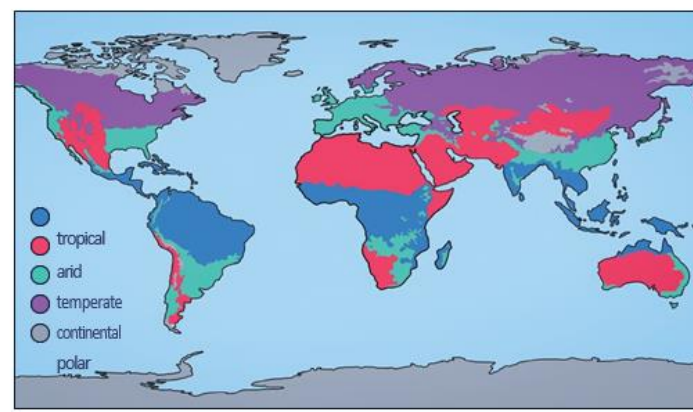 tropical
arid
temperate
continental
polar